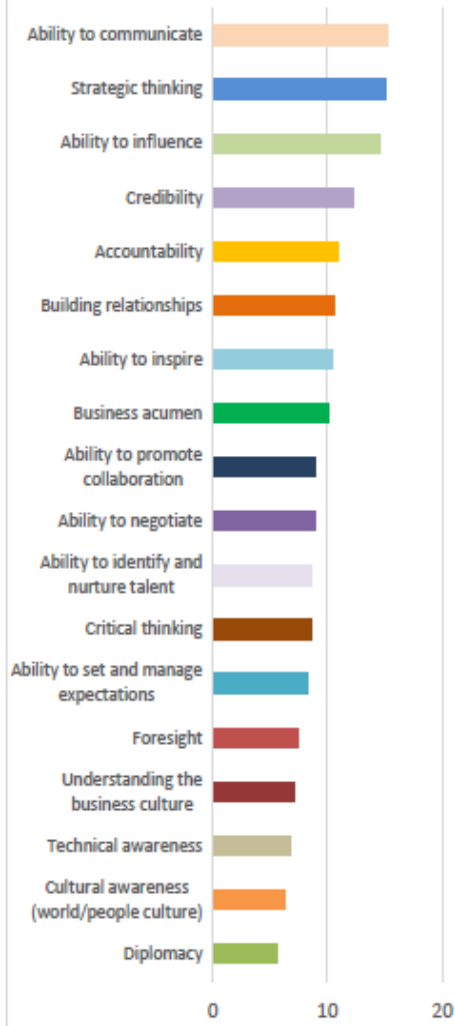 Ability to communicate
Strategic thinking
Ability to influence
Credibility
Accountability
Building relationships
Ability to inspire
Business acumen
Ability to promote
collaboration
Ability to negotiate
Ability to identify and
nurture talent
Critical thinking
Ability to set and manage
expectations
Foresight
Understanding the
business culture
Technical awareness
Cultural awareness
(world/people culture)
Diplomacy
0 10 20